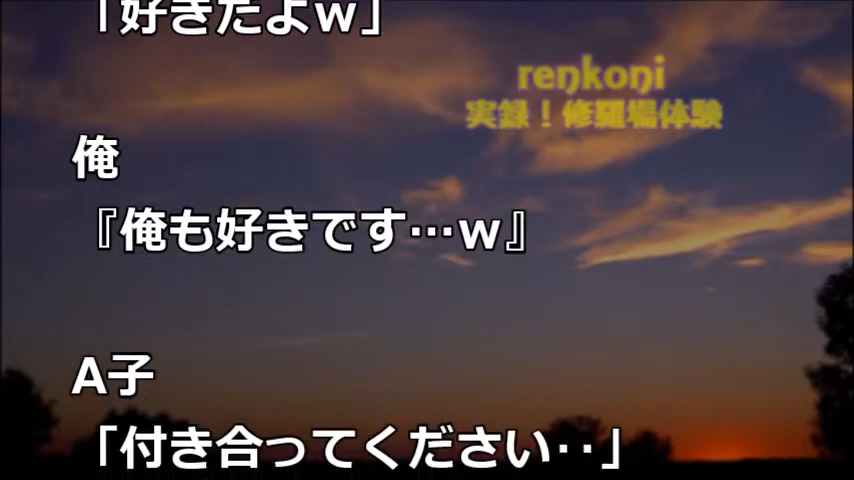 「好きだよｗ」
renkoni
実録！修羅場体験
俺
『俺も好きです…ｗ』
A子
「付き合ってください‥」